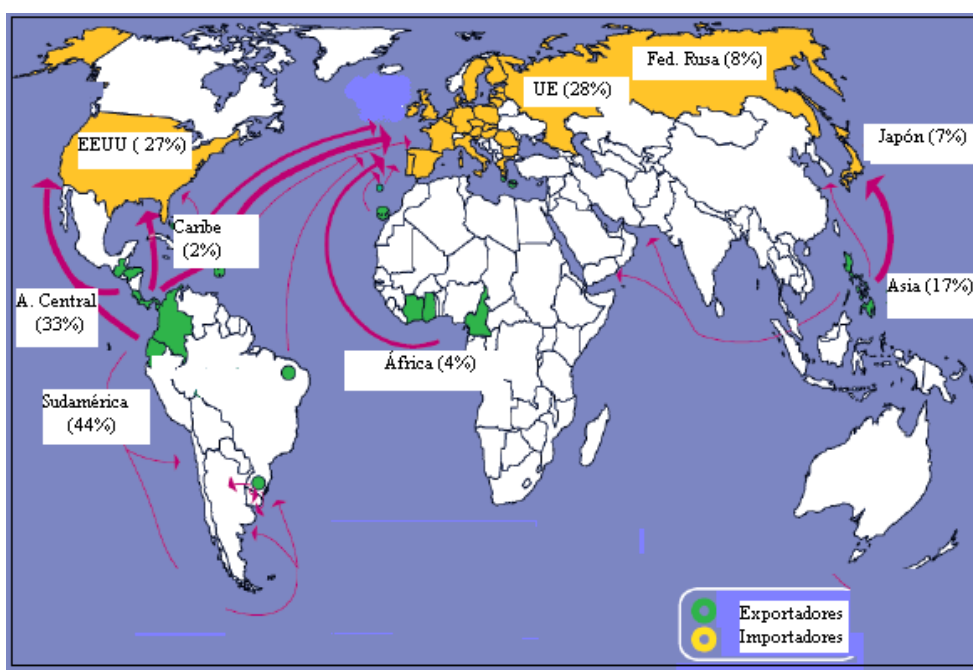 Fed. Rusa (8%)
UE (28%)
EEUU ( 27%)
Japón (7%)
Caribe
(2%)
A. Central
(33%)
Asia (17%)
África (4%)
Sudamérica
(44%)
Exportadores
Importadores